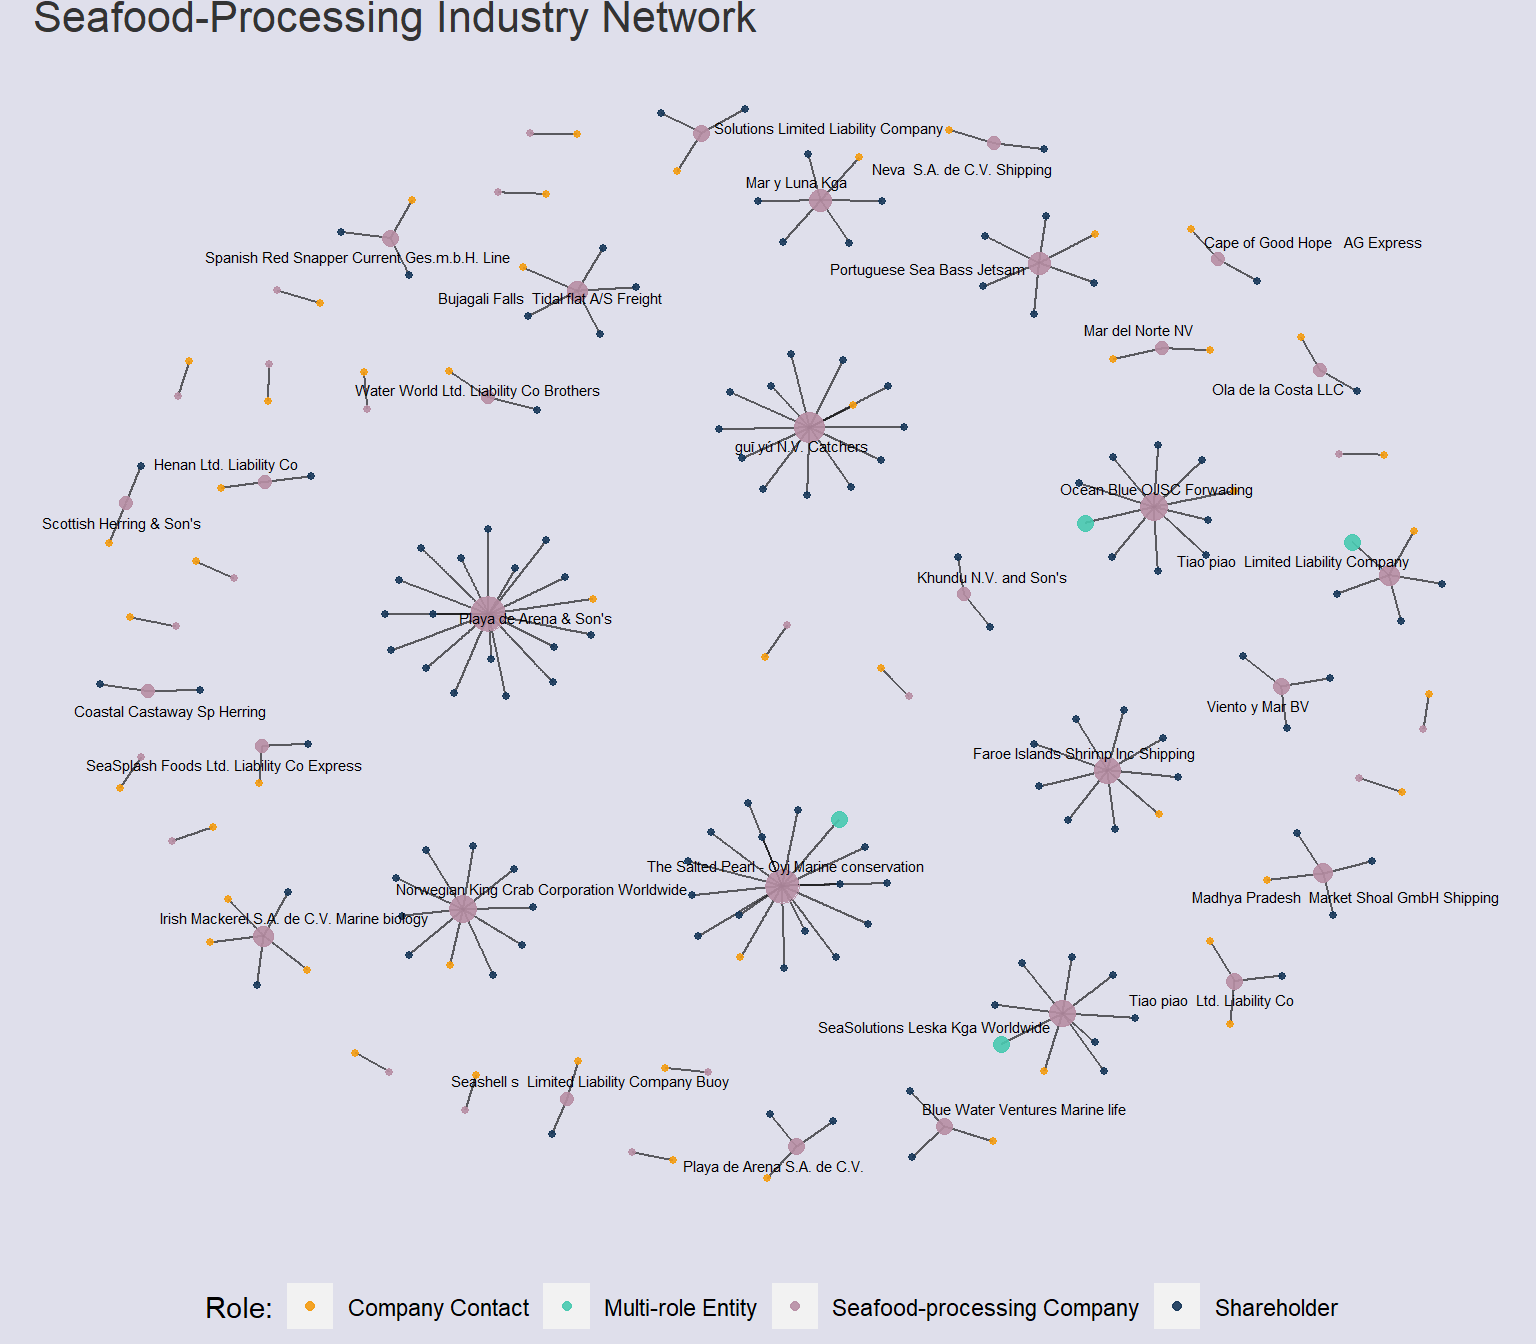 Seafood-Processing Industry Network
Solutions Limited Liability Company
Neva  S.A. de C.V. Shipping
Mar y Luna Kga
Cape of Good Hope   AG Express
Spanish Red Snapper Current Ges.m.b.H. Line
Portuguese Sea Bass Jetsam
Bujagali Falls  Tidal flat A/S Freight
Mar del Norte NV
Water World Ltd. Liability Co Brothers
Ola de la Costa LLC
guī yú N.V. Catchers
Henan Ltd. Liability Co
Ocean Blue OJSC Forwading
Scottish Herring & Son's
Tiao piao  Limited Liability Company
Khundu N.V. and Son's
Playa de Arena & Son's
Coastal Castaway Sp Herring
Viento y Mar BV
Faroe Islands Shrimp Inc Shipping
SeaSplash Foods Ltd. Liability Co Express
The Salted Pearl - Oyj Marine conservation
Norwegian King Crab Corporation Worldwide
Madhya Pradesh  Market Shoal GmbH Shipping
Irish Mackerel S.A. de C.V. Marine biology
Tiao piao  Ltd. Liability Co
SeaSolutions Leska Kga Worldwide
Seashell s  Limited Liability Company Buoy
Blue Water Ventures Marine life
Playa de Arena S.A. de C.V.
Role: Company Contact Multi-role Entity Seafood-processing Company Shareholder